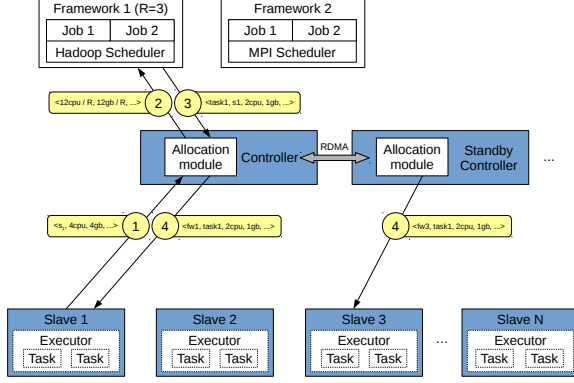 Framework 1 (R=3)
Job 1
Job 2
Hadoop Scheduler
Framework 2
Job 1
Job 2
MPI Scheduler
<12cpu / R, 12gb / R, ...>
2
3
<task1, s1, 2cpu, 1gb, ...>
Allocation
module
Controller
RDMA
Allocation
module
Standby
Controller
...
<s₁, 4cpu, 4gb, ...>
1
4
<fw1, task1, 2cpu, 1gb, ...>
4
<fw3, task1, 2cpu, 1gb, ...>
Slave 1
Executor
Task
Task
Slave 2
Executor
Task
Task
Slave 3
Executor
Task
Task
...
Slave N
Executor
Task
Task